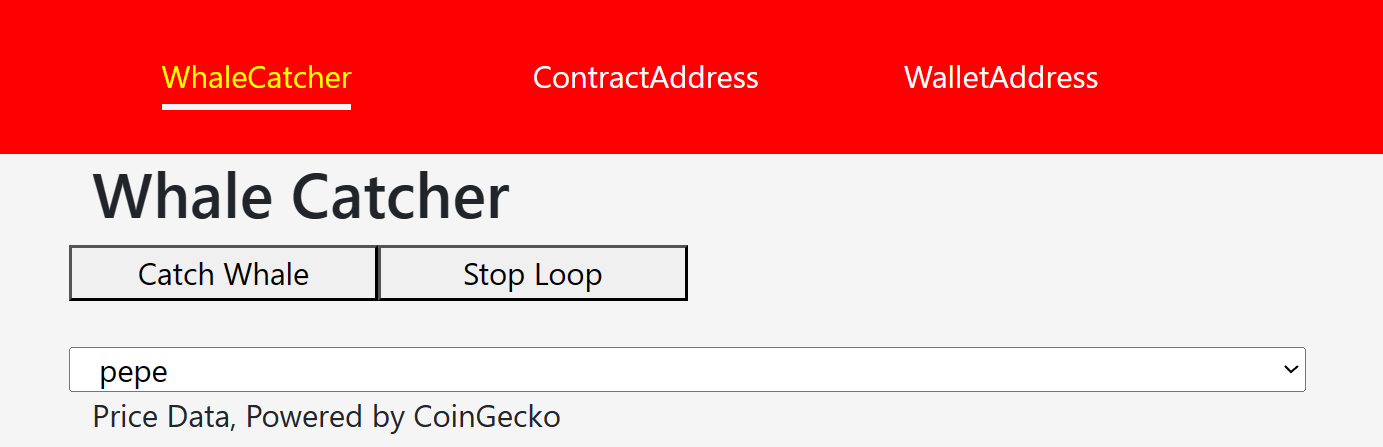 WhaleCatcher ContractAddress WalletAddress
Whale Catcher
Catch Whale Stop Loop
pepe
Price Data, Powered by CoinGecko